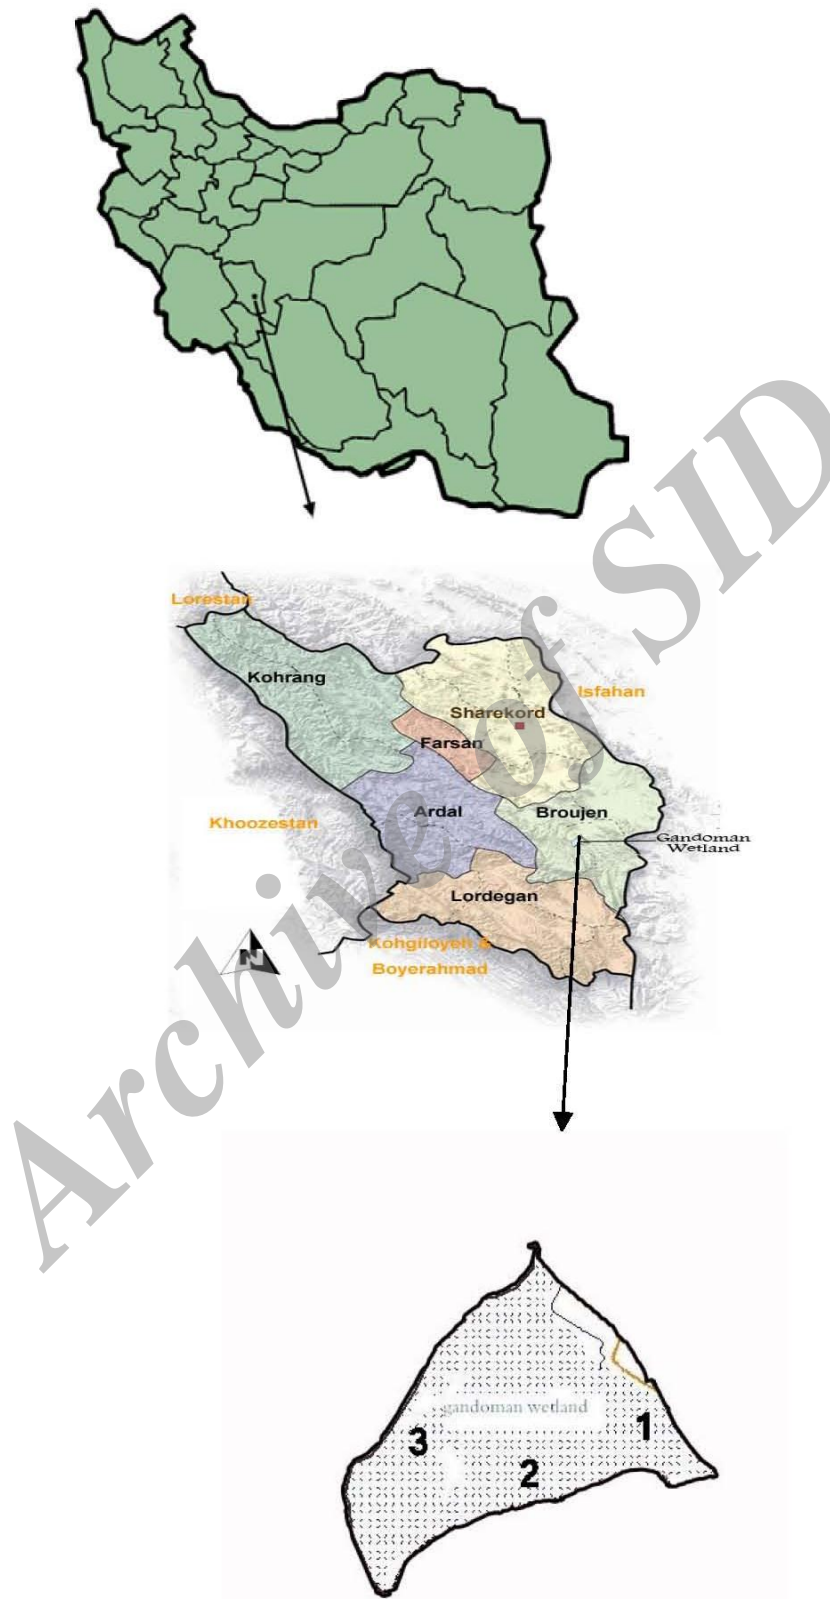 Lorestan
Kohrang
Isfahan
Sharekord
Farsan
Khoozestan
Ardal
Broujen
Gandoman
Wetland
Lordegan
Kohgiloyeh &
Boyerahmad
N
gandoman wetland
1
3
2
Archive of SID